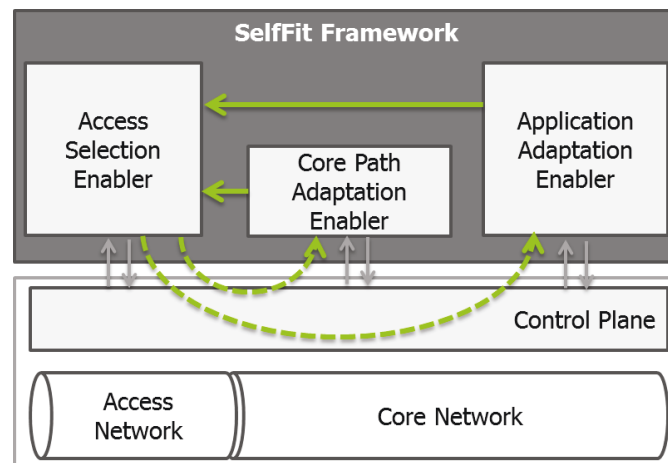 SelfFit Framework
Access
Selection
Enabler
Core Path
Adaptation
Enabler
Application
Adaptation
Enabler
Control Plane
Access
Network
Core Network